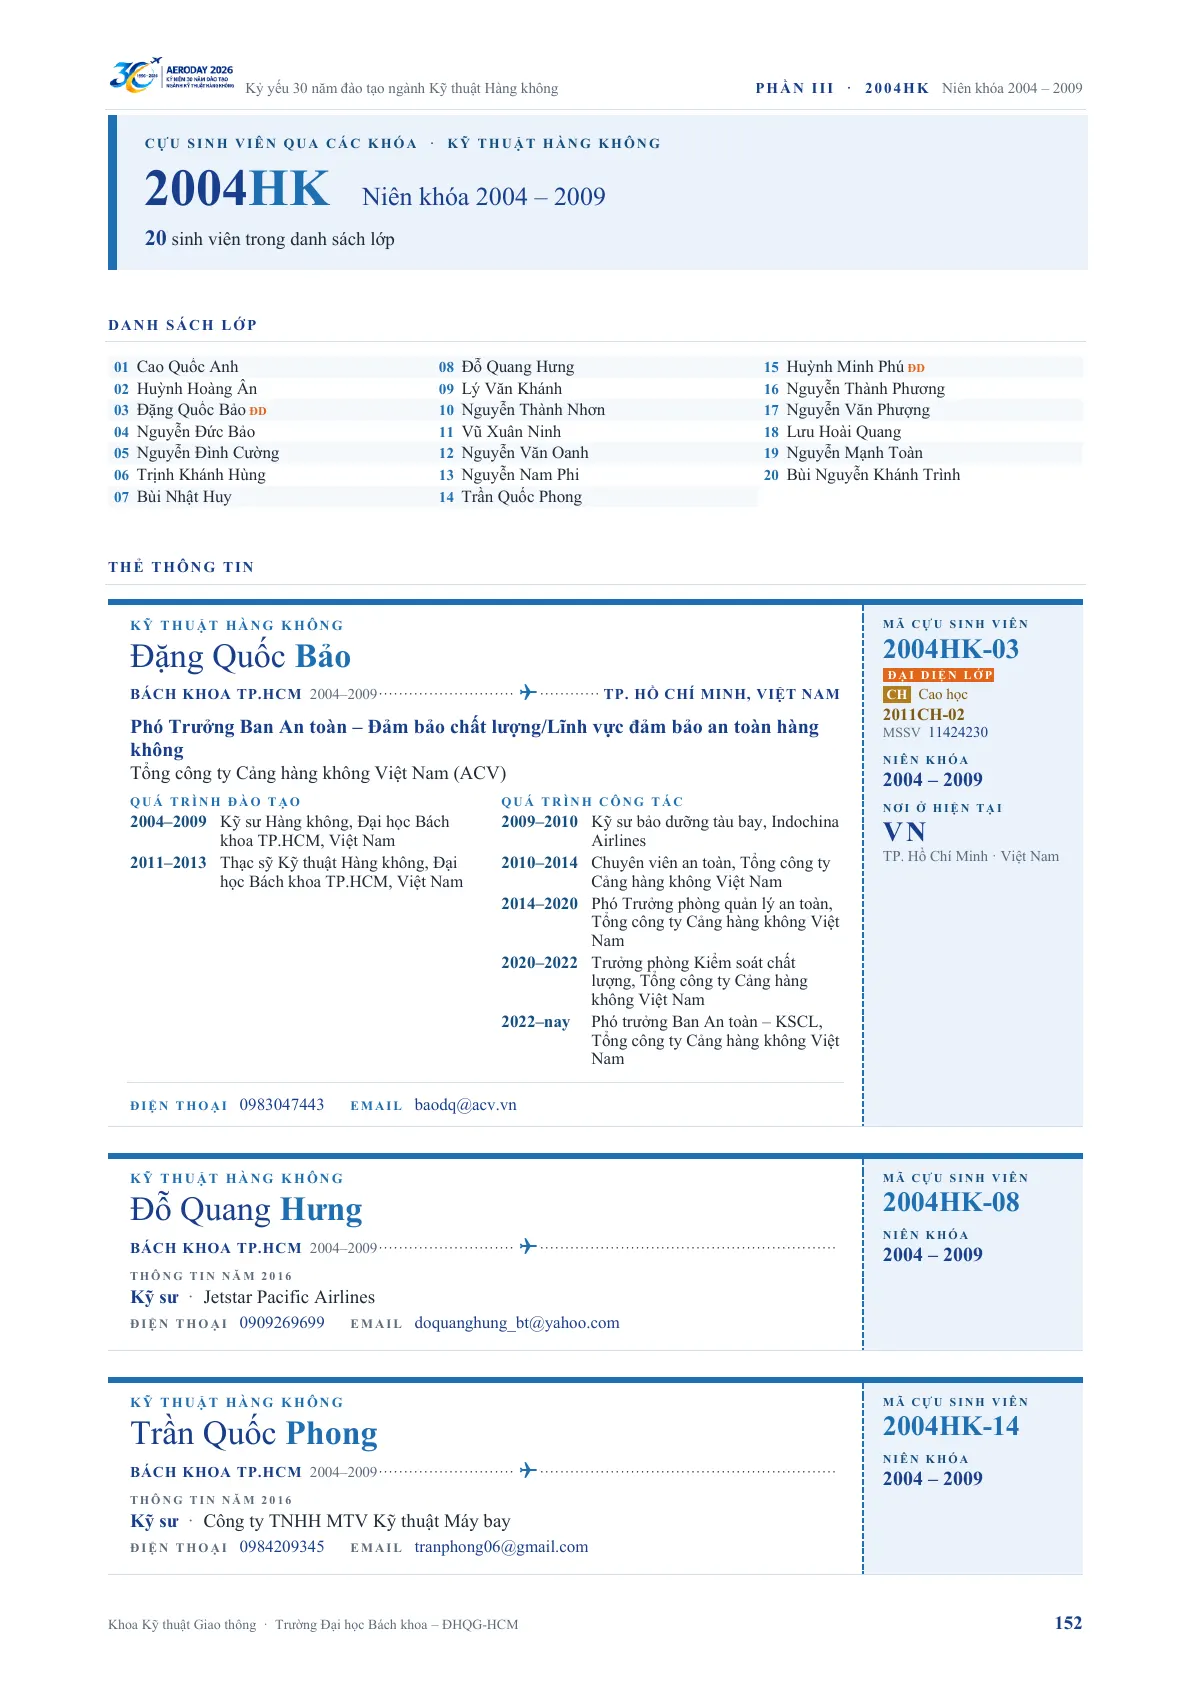 30
1996 - 2026
AERODAY 2026
KỶ NIỆM 30 NĂM ĐÀO TẠO
NGÀNH KỸ THUẬT HÀNG KHÔNG
Kỷ yếu 30 năm đào tạo ngành Kỹ thuật Hàng không
PHẦN III · 2004HK Niên khóa 2004 – 2009
CỰU SINH VIÊN QUA CÁC KHÓA · KỸ THUẬT HÀNG KHÔNG
2004HK Niên khóa 2004 – 2009
20 sinh viên trong danh sách lớp
DANH SÁCH LỚP
01 Cao Quốc Anh
02 Huỳnh Hoàng Ân
03 Đặng Quốc Bảo ĐD
04 Nguyễn Đức Bảo
05 Nguyễn Đình Cường
06 Trịnh Khánh Hùng
07 Bùi Nhật Huy
08 Đỗ Quang Hưng
09 Lý Văn Khánh
10 Nguyễn Thành Nhơn
11 Vũ Xuân Ninh
12 Nguyễn Văn Oanh
13 Nguyễn Nam Phi
14 Trần Quốc Phong
15 Huỳnh Minh Phú ĐD
16 Nguyễn Thành Phương
17 Nguyễn Văn Phượng
18 Lưu Hoài Quang
19 Nguyễn Mạnh Toàn
20 Bùi Nguyễn Khánh Trình
THẺ THÔNG TIN
KỸ THUẬT HÀNG KHÔNG
Đặng Quốc Bảo
BÁCH KHOA TP.HCM 2004–2009 TP. HỒ CHÍ MINH, VIỆT NAM
Phó Trưởng Ban An toàn – Đảm bảo chất lượng/Lĩnh vực đảm bảo an toàn hàng
không
Tổng công ty Cảng hàng không Việt Nam (ACV)
QUÁ TRÌNH ĐÀO TẠO
2004–2009 Kỹ sư Hàng không, Đại học Bách
khoa TP.HCM, Việt Nam
2011–2013 Thạc sỹ Kỹ thuật Hàng không, Đại
học Bách khoa TP.HCM, Việt Nam
QUÁ TRÌNH CÔNG TÁC
2009–2010 Kỹ sư bảo dưỡng tàu bay, Indochina
Airlines
2010–2014 Chuyên viên an toàn, Tổng công ty
Cảng hàng không Việt Nam
2014–2020 Phó Trưởng phòng quản lý an toàn,
Tổng công ty Cảng hàng không Việt
Nam
2020–2022 Trưởng phòng Kiểm soát chất
lượng, Tổng công ty Cảng hàng
không Việt Nam
2022–nay Phó trưởng Ban An toàn – KSCL,
Tổng công ty Cảng hàng không Việt
Nam
ĐIỆN THOẠI 0983047443 EMAIL baodq@acv.vn
MÃ CỰU SINH VIÊN
2004HK-03
ĐẠI DIỆN LỚP
CH Cao học
2011CH-02
MSSV 11424230
NIÊN KHÓA
2004 – 2009
NƠI Ở HIỆN TẠI
VN
TP. Hồ Chí Minh · Việt Nam
KỸ THUẬT HÀNG KHÔNG
Đỗ Quang Hưng
BÁCH KHOA TP.HCM 2004–2009
THÔNG TIN NĂM 2016
Kỹ sư · Jetstar Pacific Airlines
ĐIỆN THOẠI 0909269699 EMAIL doquanghung_bt@yahoo.com
MÃ CỰU SINH VIÊN
2004HK-08
NIÊN KHÓA
2004 – 2009
KỸ THUẬT HÀNG KHÔNG
Trần Quốc Phong
BÁCH KHOA TP.HCM 2004–2009
THÔNG TIN NĂM 2016
Kỹ sư · Công ty TNHH MTV Kỹ thuật Máy bay
ĐIỆN THOẠI 0984209345 EMAIL tranphong06@gmail.com
MÃ CỰU SINH VIÊN
2004HK-14
NIÊN KHÓA
2004 – 2009
Khoa Kỹ thuật Giao thông · Trường Đại học Bách khoa – ĐHQG-HCM
152